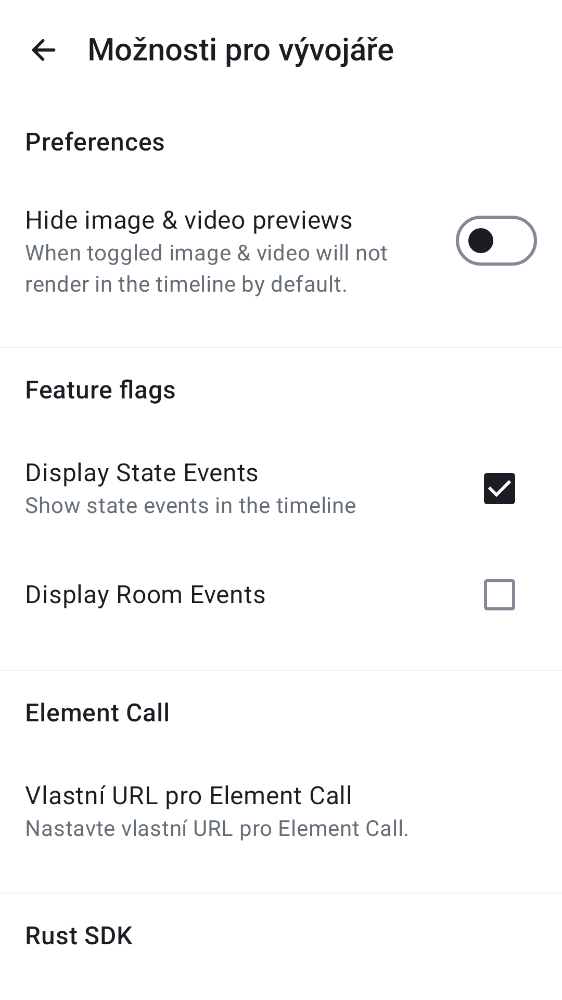 Možnosti pro vývojáře
Preferences
Hide image & video previews
When toggled image & video will not
render in the timeline by default.
Feature flags
Display State Events
Show state events in the timeline
Display Room Events
Element Call
Vlastní URL pro Element Call
Nastavte vlastní URL pro Element Call.
Rust SDK